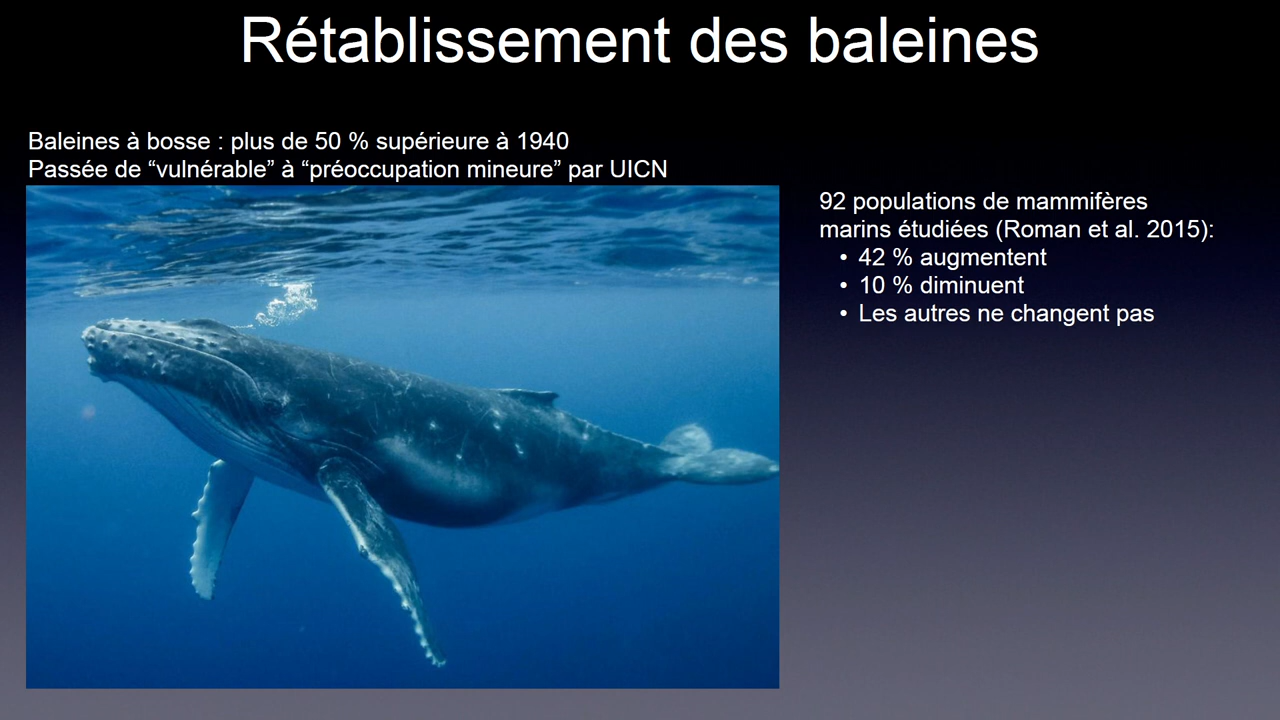 Rétablissement des baleines
Baleines à bosse : plus de 50 % supérieure à 1940
Passée de “vulnérable” à “préoccupation mineure” par UICN
92 populations de mammifères
marins étudiées (Roman et al. 2015):
• 42 % augmentent
• 10 % diminuent
• Les autres ne changent pas